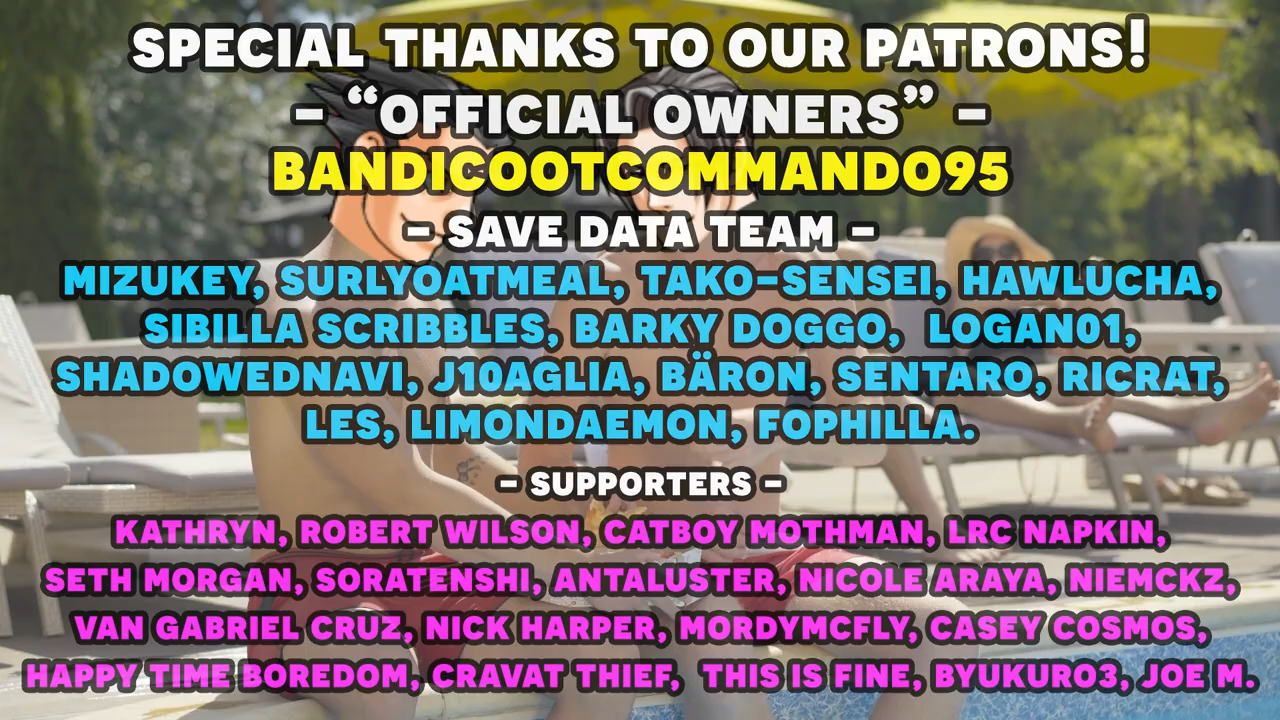 SPECIAL THANKS TO OUR PATRONS!
- “OFFICIAL OWNERS” -
BANDICOOTCOMMANDO95
- SAVE DATA TEAM -
MIZUKEY, SURLYOATMEAL, TAKO-SENSEI, HAWLUCHA,
SIBILLA SCRIBBLES, BARKY DOGGO, LOGAN01,
SHADOWEDNAVI, J10AGLIA, BÄRON, SENTARO, RICRAT,
LES, LIMONDAEMON, FOPHILLA.
- SUPPORTERS -
KATHRYN, ROBERT WILSON, CATBOY MOTHMAN, LRC NAPKIN,
SETH MORGAN, SORATENSHI, ANTALUSTER, NICOLE ARAYA, NIEMCKZ,
VAN GABRIEL CRUZ, NICK HARPER, MORDYMCFLY, CASEY COSMOS,
HAPPY TIME BOREDOM, CRAVAT THIEF, THIS IS FINE, BYUKURO3, JOE M.